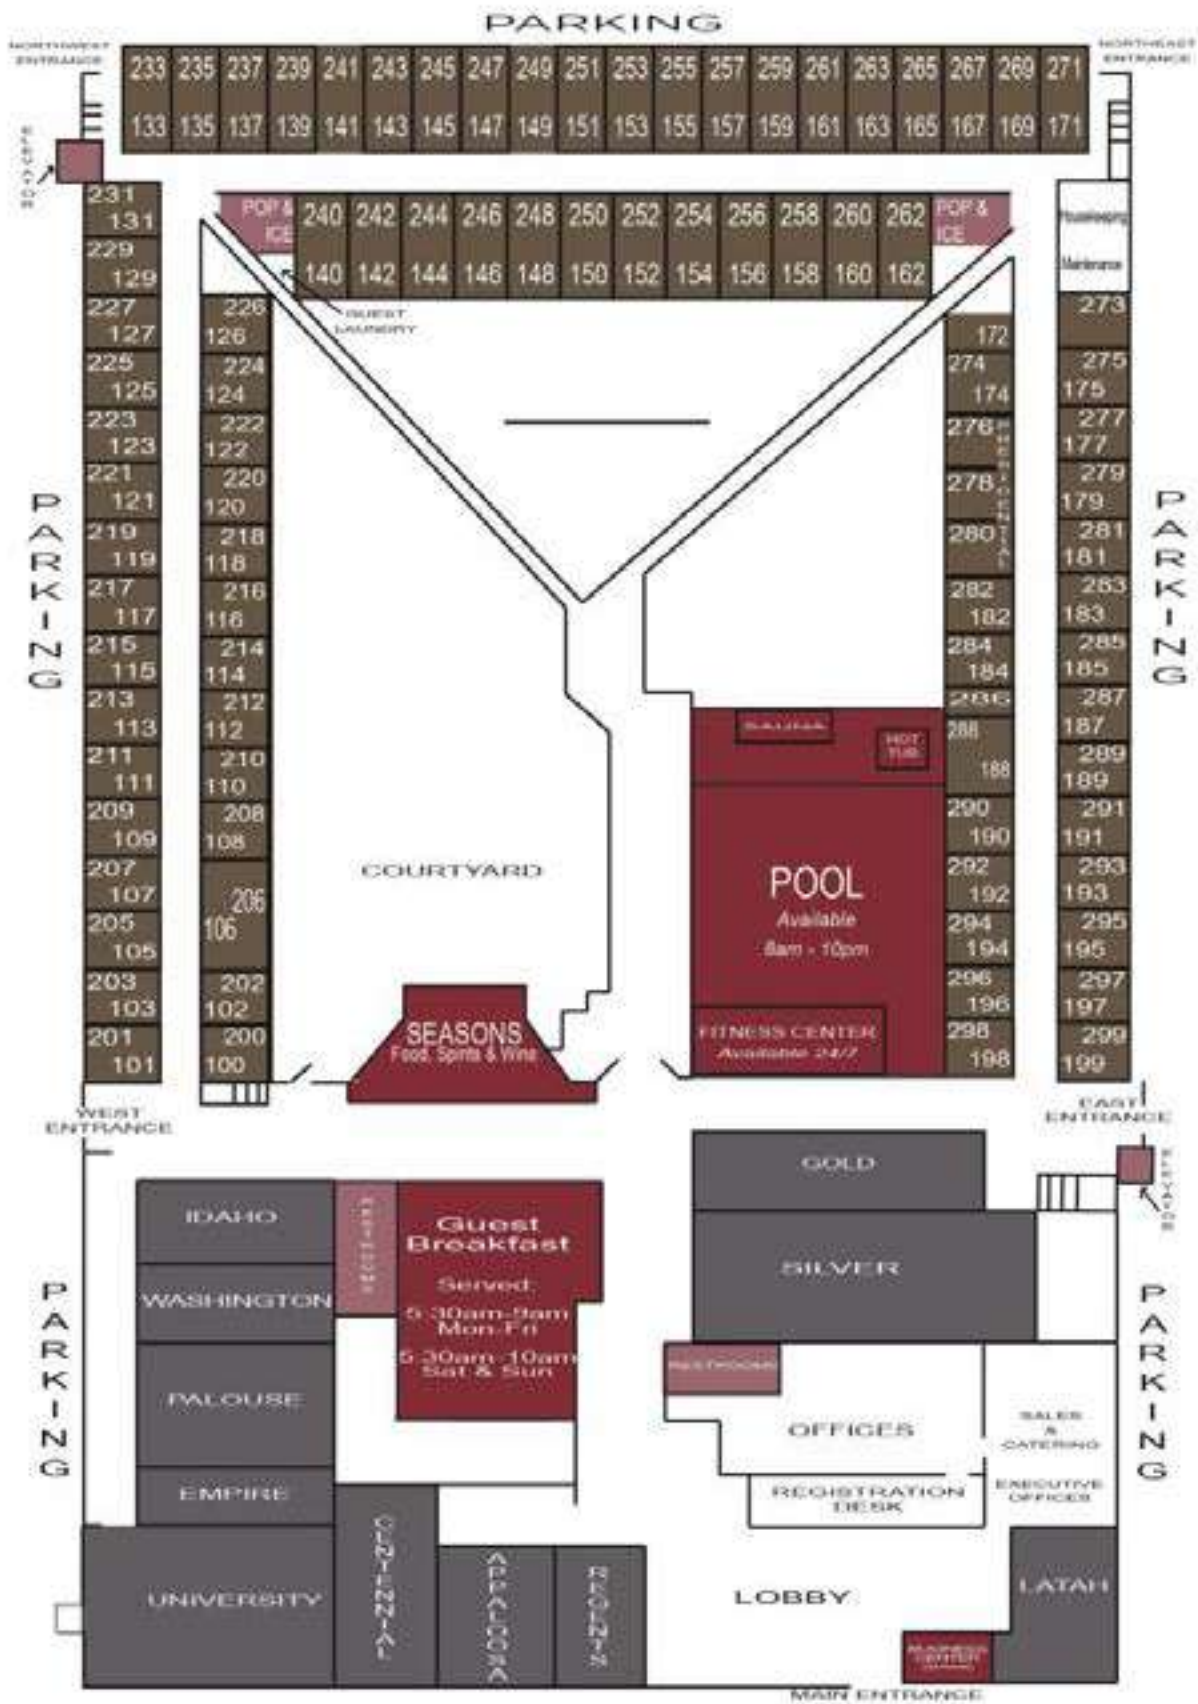 PARKING
NORTHWEST
ENTRANCE
NORTHEAST
ENTRANCE
233 235 237 239 241 243 245 247 249 251 253 255 257 259 261 263 265 267 269 271
133 135 137 139 141 143 145 147 149 151 153 155 157 159 161 163 165 167 169 171
ELEVATOR
POP &
ICE
240 242 244 246 248 250 252 254 256 258 260 262
140 142 144 146 148 150 152 154 156 158 160 162
POP &
ICE
Housekeeping
Maintenance
GUEST
LAUNDRY
231
131
229
129
227
127
225
125
223
123
221
121
219
119
217
117
215
115
213
113
211
111
209
109
207
107
205
105
203
103
201
101
226
126
224
124
222
122
220
120
218
118
216
116
214
114
212
112
210
110
208
108
206
106
202
102
200
100
172
274
174
276
278
280
PRESIDENTIAL
282
182
284
184
286
288
188
290
190
292
192
294
194
296
196
298
198
273
275
175
277
177
279
179
281
181
283
183
285
185
287
187
289
189
291
191
293
193
295
195
297
197
299
199
PARKING
PARKING
SAUNA
HOT
TUB
COURTYARD
POOL
Available
8am - 10pm
SEASONS
Food, Spirits & Wine
FITNESS CENTER
Available 24/7
WEST
ENTRANCE
EAST
ENTRANCE
ELEVATOR
GOLD
SILVER
IDAHO
WASHINGTON
PALOUSE
EMPIRE
UNIVERSITY
Guest
Breakfast
Served:
5:30am-9am
Mon-Fri
5:30am-10am
Sat & Sun
RESTROOMS
OFFICES
SALES
&
CATERING
REGISTRATION
DESK
EXECUTIVE
OFFICES
PARKING
PARKING
CENTENNIAL
APPALOOSA
REGENTS
LOBBY
LATAH
BUSINESS
CENTER
MAIN ENTRANCE